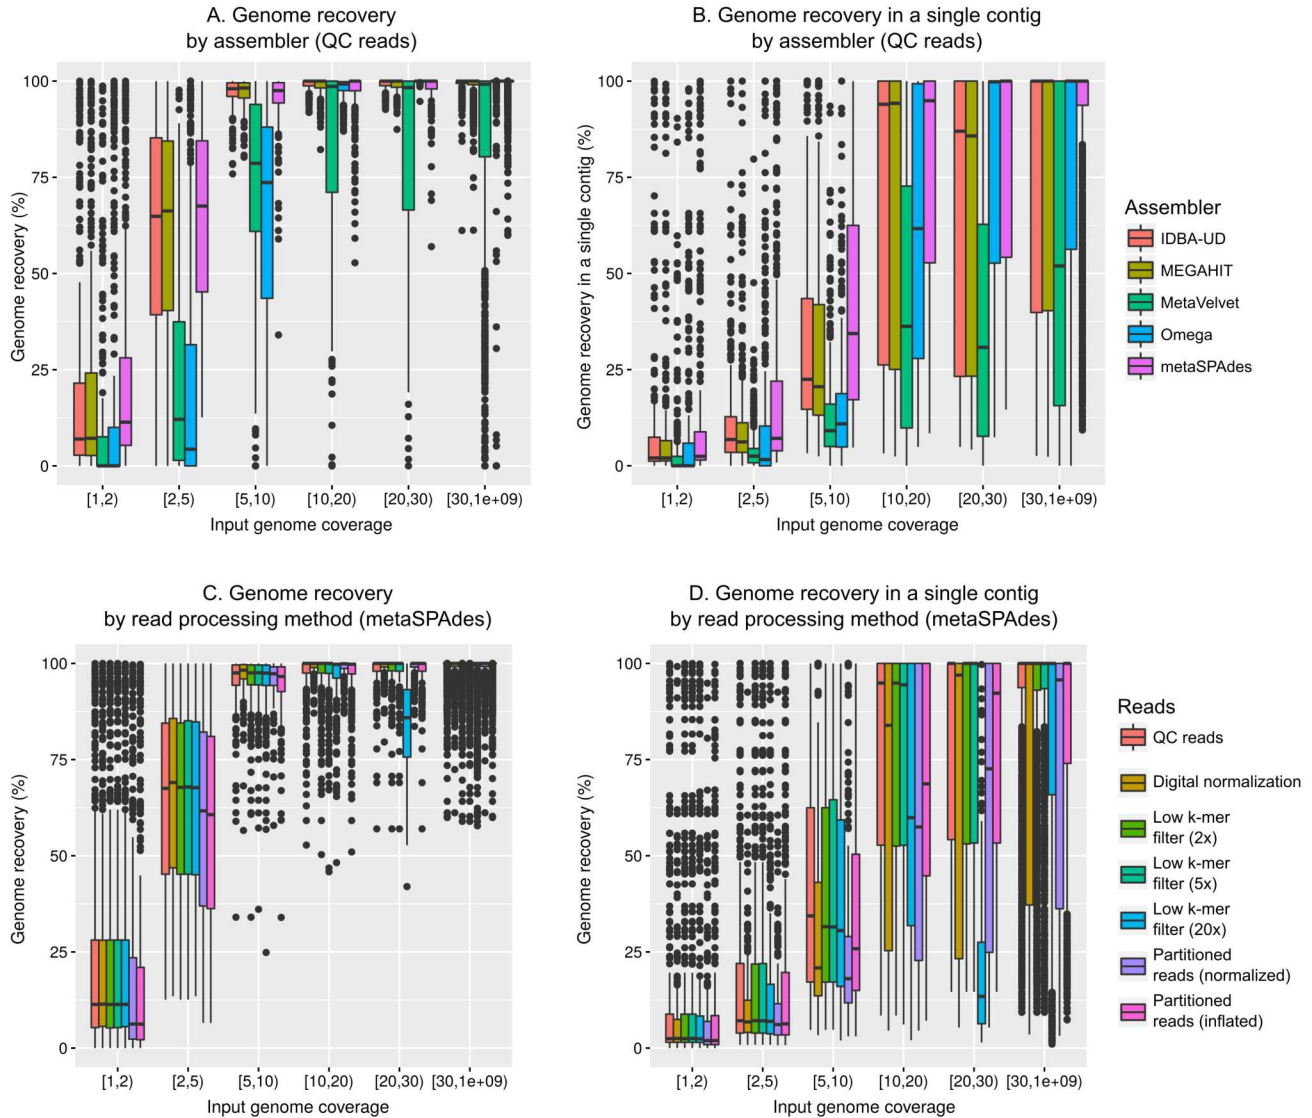 A. Genome recovery
by assembler (QC reads)
Genome recovery (%)
100
75
50
25
0
[1,2)
[2,5)
[5,10)
[10,20)
[20,30)
[30,1e+09)
Input genome coverage
B. Genome recovery in a single contig
by assembler (QC reads)
Genome recovery in a single contig (%)
100
75
50
25
0
[1,2)
[2,5)
[5,10)
[10,20)
[20,30)
[30,1e+09)
Input genome coverage
Assembler
IDBA-UD
MEGAHIT
MetaVelvet
Omega
metaSPAdes
C. Genome recovery
by read processing method (metaSPAdes)
Genome recovery (%)
100
75
50
25
0
[1,2)
[2,5)
[5,10)
[10,20)
[20,30)
[30,1e+09)
Input genome coverage
D. Genome recovery in a single contig
by read processing method (metaSPAdes)
Genome recovery (%)
100
75
50
25
0
[1,2)
[2,5)
[5,10)
[10,20)
[20,30)
[30,1e+09)
Input genome coverage
Reads
QC reads
Digital normalization
Low k-mer
filter (2x)
Low k-mer
filter (5x)
Low k-mer
filter (20x)
Partitioned
reads (normalized)
Partitioned
reads (inflated)